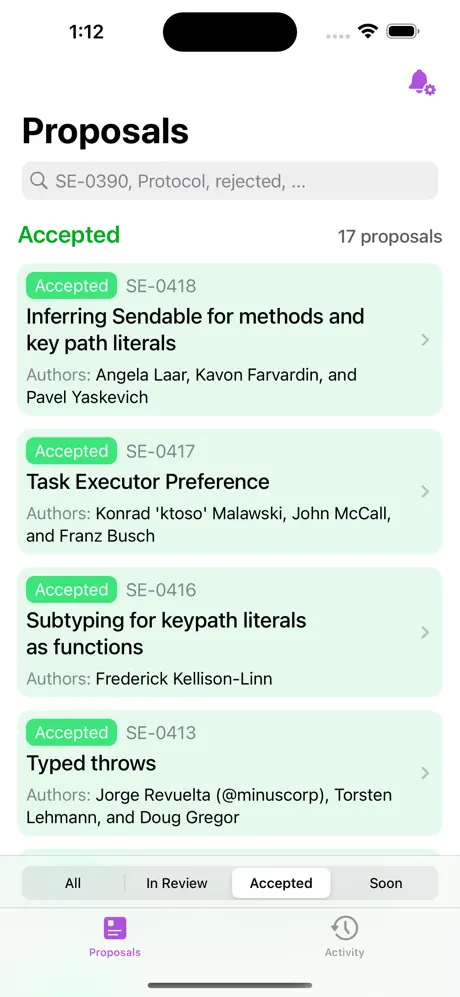 1:12
Proposals
SE-0390, Protocol, rejected, ...
Accepted
17 proposals
Accepted SE-0418
Inferring Sendable for methods and
key path literals
Authors: Angela Laar, Kavon Farvardin, and
Pavel Yaskevich
Accepted SE-0417
Task Executor Preference
Authors: Konrad 'ktoso' Malawski, John McCall,
and Franz Busch
Accepted SE-0416
Subtyping for keypath literals
as functions
Authors: Frederick Kellison-Linn
Accepted SE-0413
Typed throws
Authors: Jorge Revuelta (@minuscorp), Torsten
Lehmann, and Doug Gregor
All In Review Accepted Soon
Proposals Activity